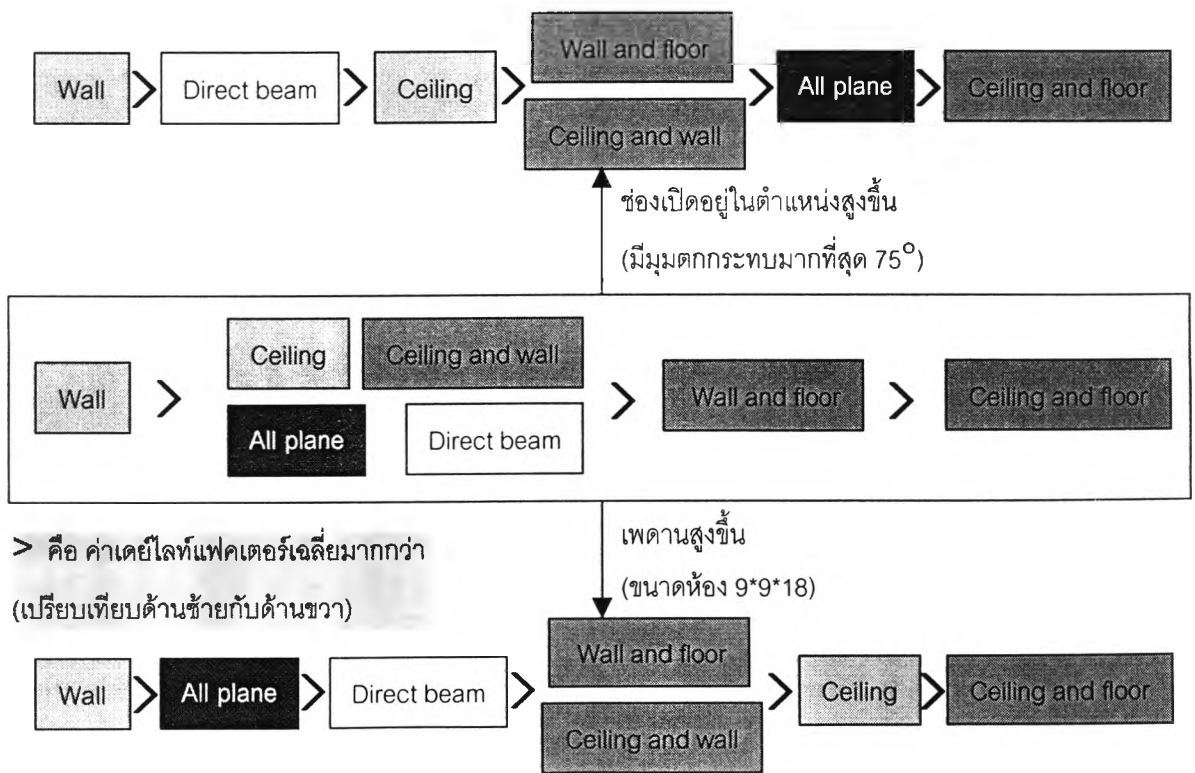 Wall and floor
Wall > Direct beam > Ceiling > > All plane > Ceiling and floor
Ceiling and wall
ช่องเปิดอยู่ในตำแหน่งสูงขึ้น
(มีมุมตกกระทบมากที่สุด 75°)
Ceiling Ceiling and wall
Wall > > Wall and floor > Ceiling and floor
All plane Direct beam
เพดานสูงขึ้น
(ขนาดห้อง 9*9*18)
> คือ ค่าเดย์ไลท์แฟคเตอร์เฉลี่ยมากกว่า
(เปรียบเทียบด้านซ้ายกับด้านขวา)
Wall and floor
Wall > All plane > Direct beam > > Ceiling > Ceiling and floor
Ceiling and wall